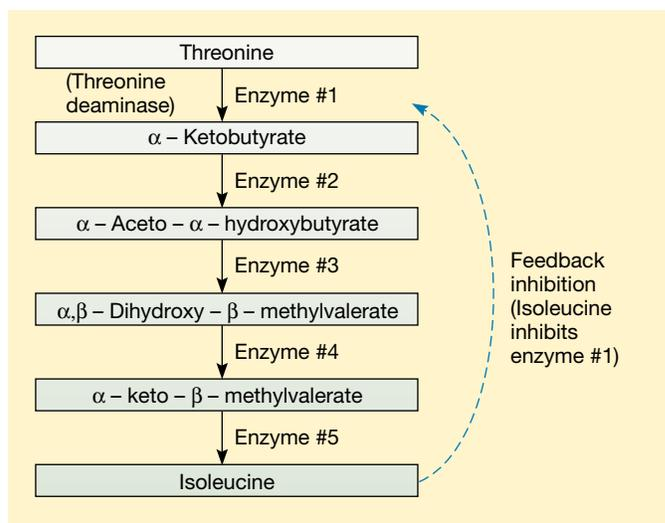 Threonine
(Threonine
deaminase)
Enzyme #1
α – Ketobutyrate
Enzyme #2
α – Aceto – α – hydroxybutyrate
Enzyme #3
α,β – Dihydroxy – β – methylvalerate
Enzyme #4
α – keto – β – methylvalerate
Enzyme #5
Isoleucine
Feedback
inhibition
(Isoleucine
inhibits
enzyme #1)